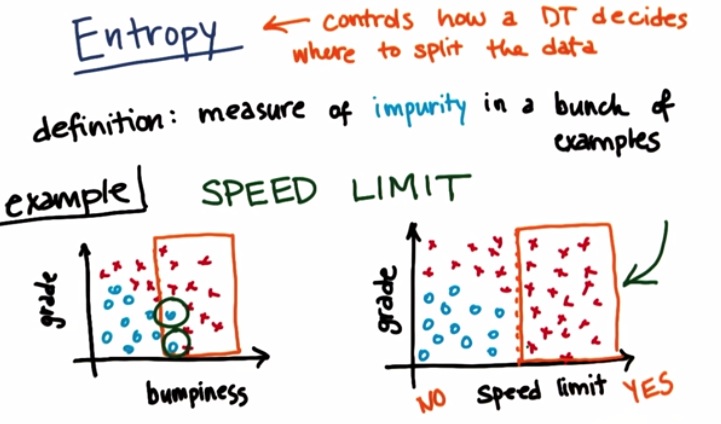 Entropy
controls how a DT decides
where to split the data
definition: measure of impurity in a bunch of
examples
example
SPEED LIMIT
grade
bumpiness
grade
NO speed limit YES